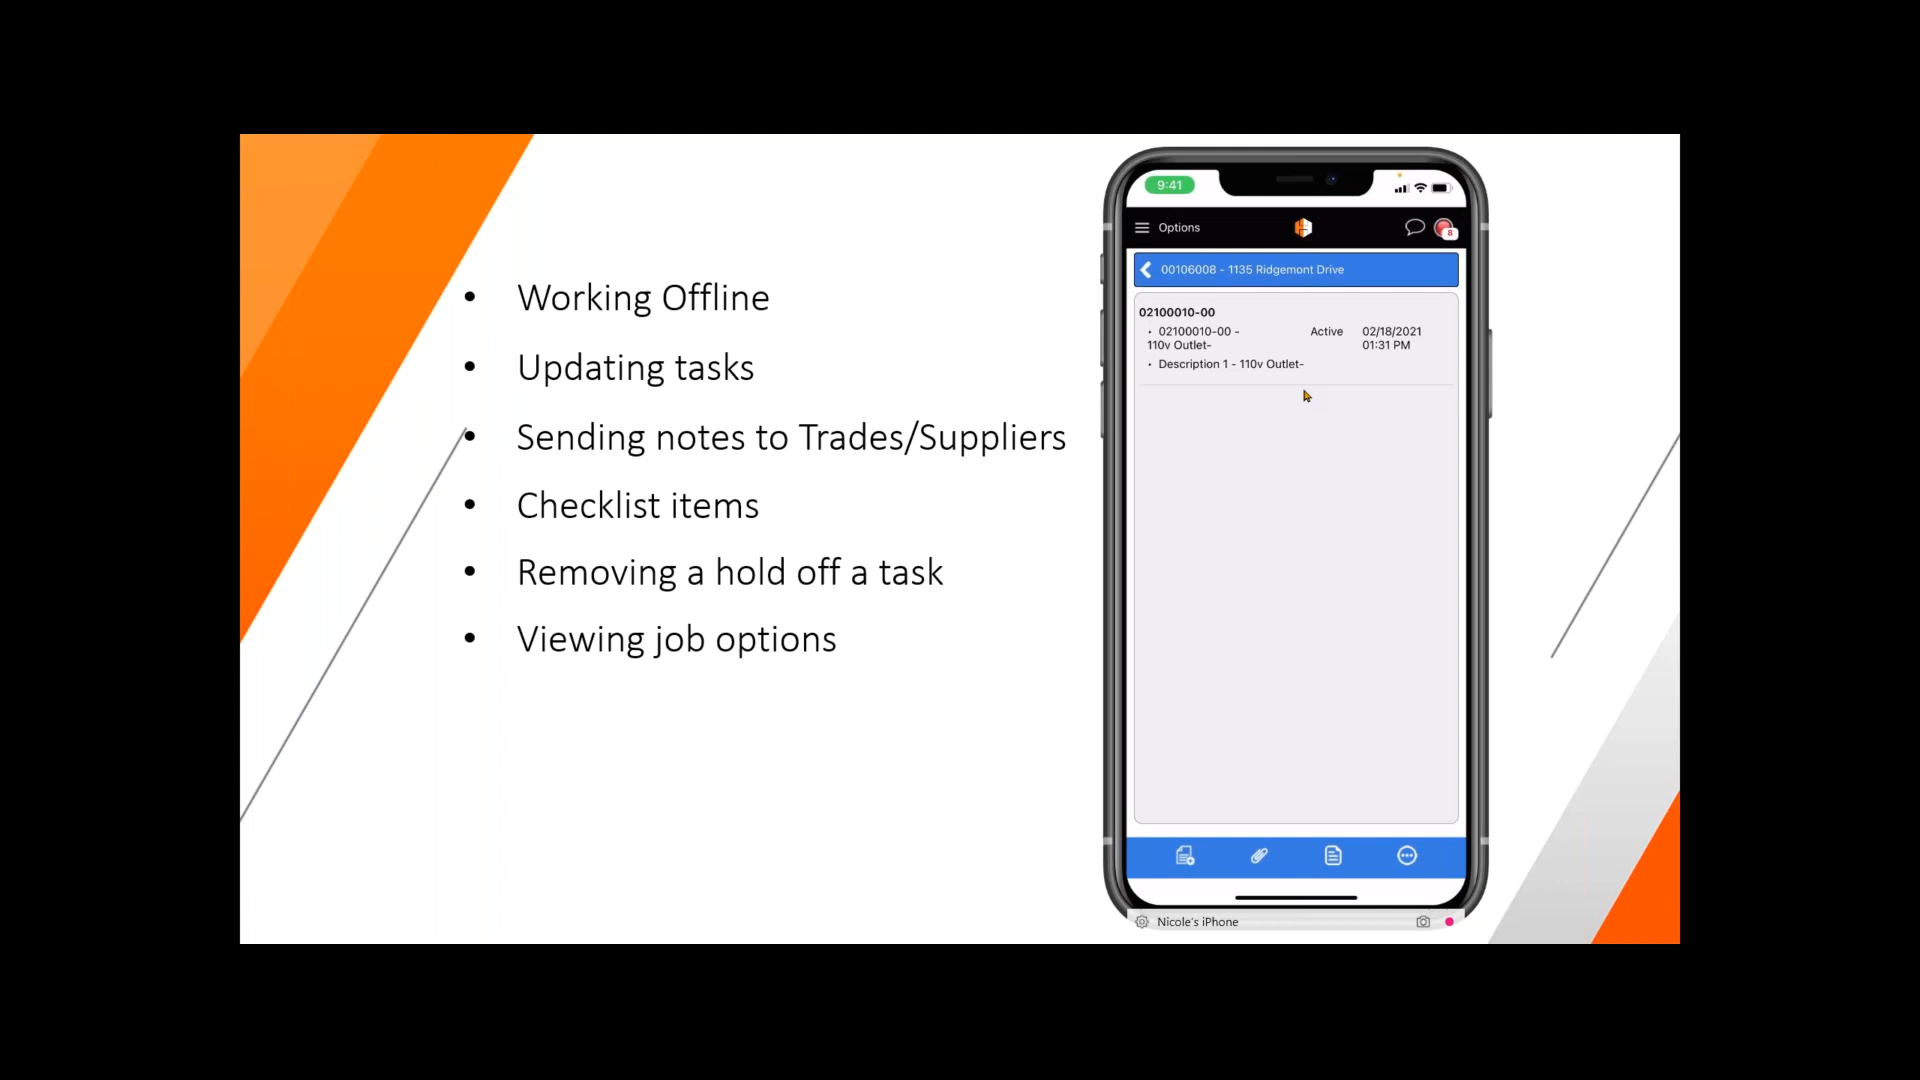 • Working Offline
• Updating tasks
• Sending notes to Trades/Suppliers
• Checklist items
• Removing a hold off a task
• Viewing job options
9:41
Options
8
00106008 - 1135 Ridgemont Drive
02100010-00
• 02100010-00 - Active 02/18/2021
110v Outlet- 01:31 PM
• Description 1 - 110v Outlet-
Nicole's iPhone